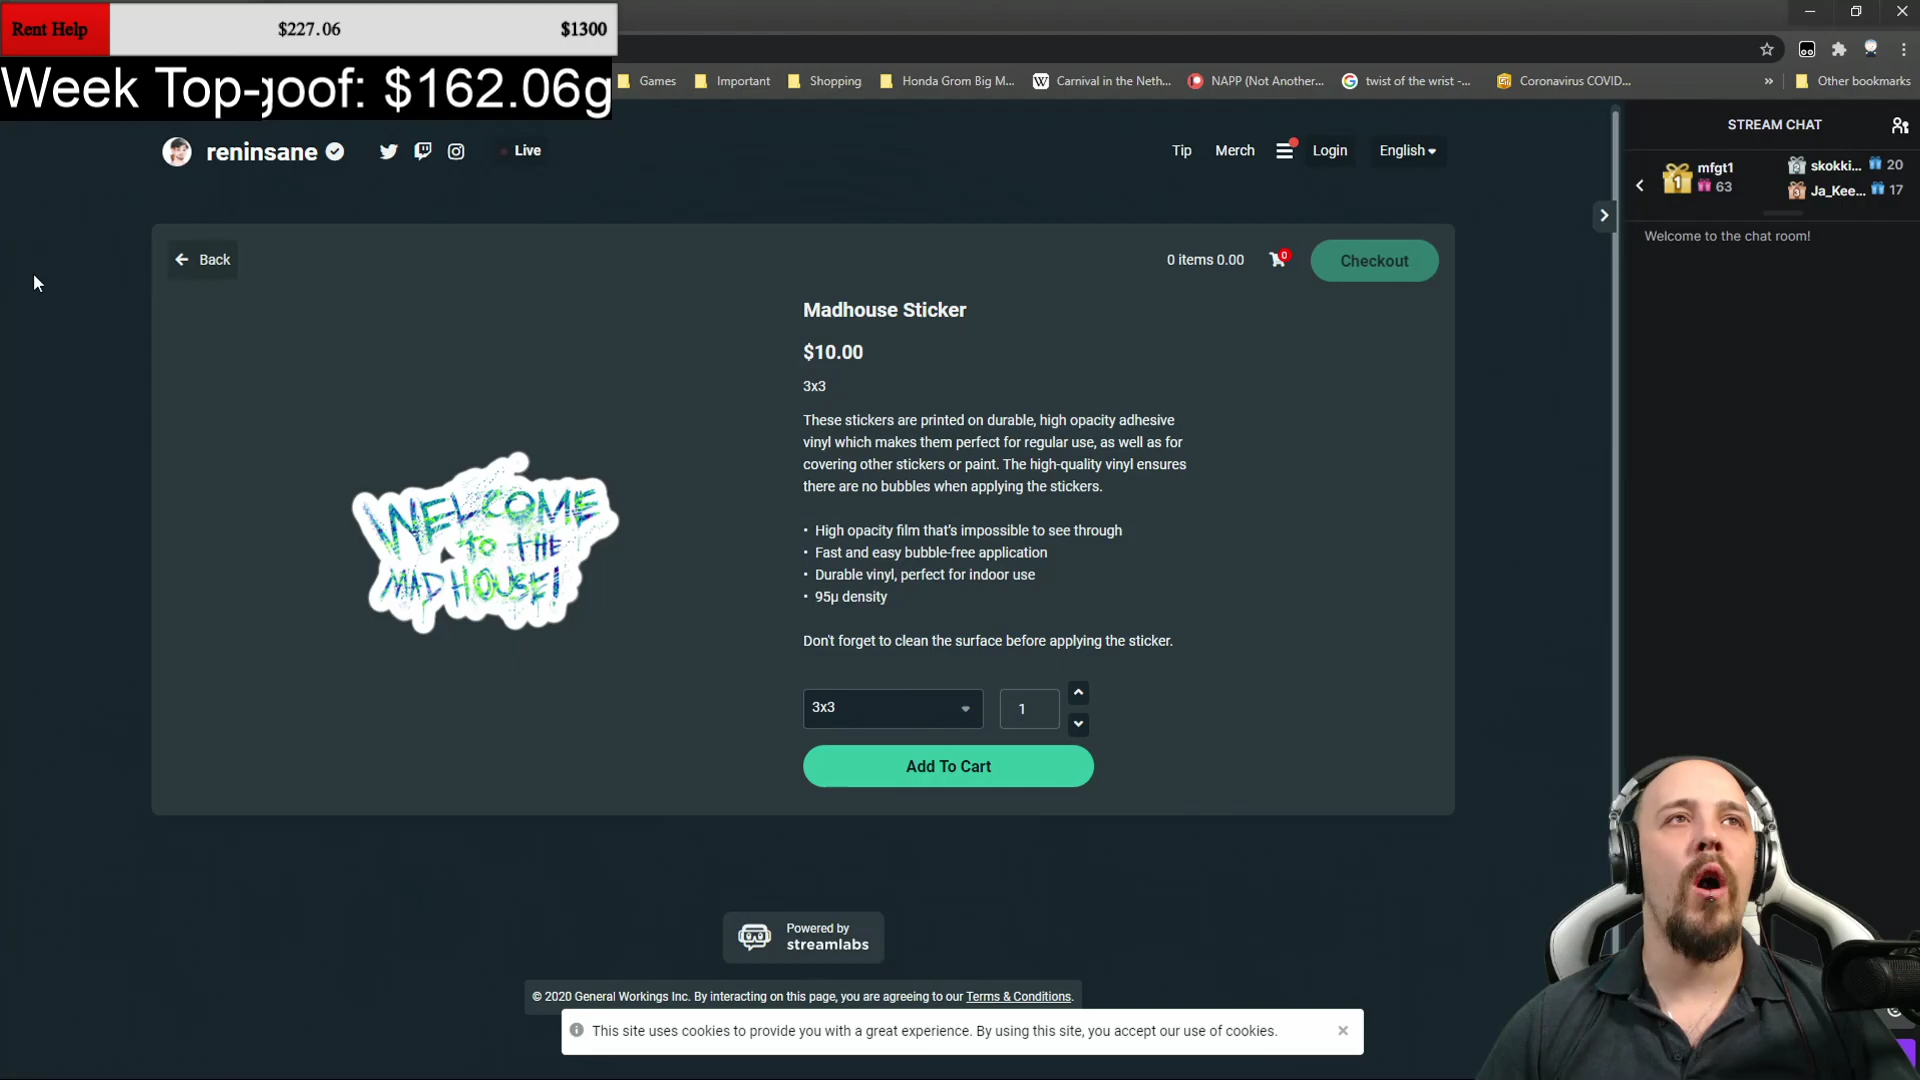 Rent Help $227.06 $1300
Week Top-goof: $162.06g
Games Important Shopping Honda Grom Big M... Carnival in the Neth... NAPP (Not Another... twist of the wrist -... Coronavirus COVID... » Other bookmarks
reninsane Live Tip Merch Login English
STREAM CHAT
1 mfgt1 63
2 skokki... 20
3 Ja_Kee... 17
Welcome to the chat room!
Back 0 items 0.00 0 Checkout
Madhouse Sticker
$10.00
3x3
These stickers are printed on durable, high opacity adhesive
vinyl which makes them perfect for regular use, as well as for
covering other stickers or paint. The high-quality vinyl ensures
there are no bubbles when applying the stickers.
• High opacity film that's impossible to see through
• Fast and easy bubble-free application
• Durable vinyl, perfect for indoor use
• 95µ density
Don't forget to clean the surface before applying the sticker.
WELCOME
to THE
MADHOUSE!
3x3 1
Add To Cart
Powered by
streamlabs
© 2020 General Workings Inc. By interacting on this page, you are agreeing to our Terms & Conditions.
This site uses cookies to provide you with a great experience. By using this site, you accept our use of cookies.